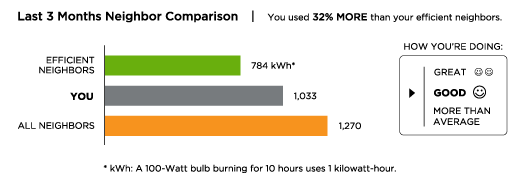 Last 3 Months Neighbor Comparison | You used 32% MORE than your efficient neighbors.
HOW YOU'RE DOING:
EFFICIENT
NEIGHBORS
784 kWh*
YOU
1,033
ALL NEIGHBORS
1,270
GREAT
GOOD
MORE THAN
AVERAGE
* kWh: A 100-Watt bulb burning for 10 hours uses 1 kilowatt-hour.